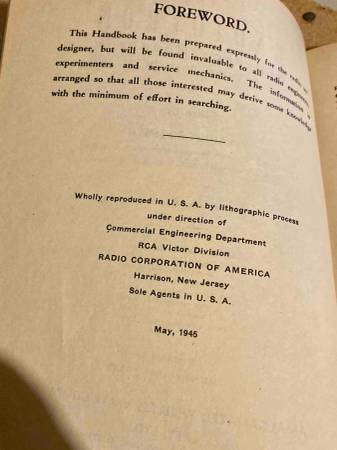 FOREWORD.
This Handbook has been prepared expressly for the radio set
designer, but will be found invaluable to all radio engineers,
experimenters and service mechanics. The information is
arranged so that all those interested may derive some knowledge
with the minimum of effort in searching.
Wholly reproduced in U. S. A. by lithographic process
under direction of
Commercial Engineering Department
RCA Victor Division
RADIO CORPORATION OF AMERICA
Harrison, New Jersey
Sole Agents in U. S. A.
May, 1945